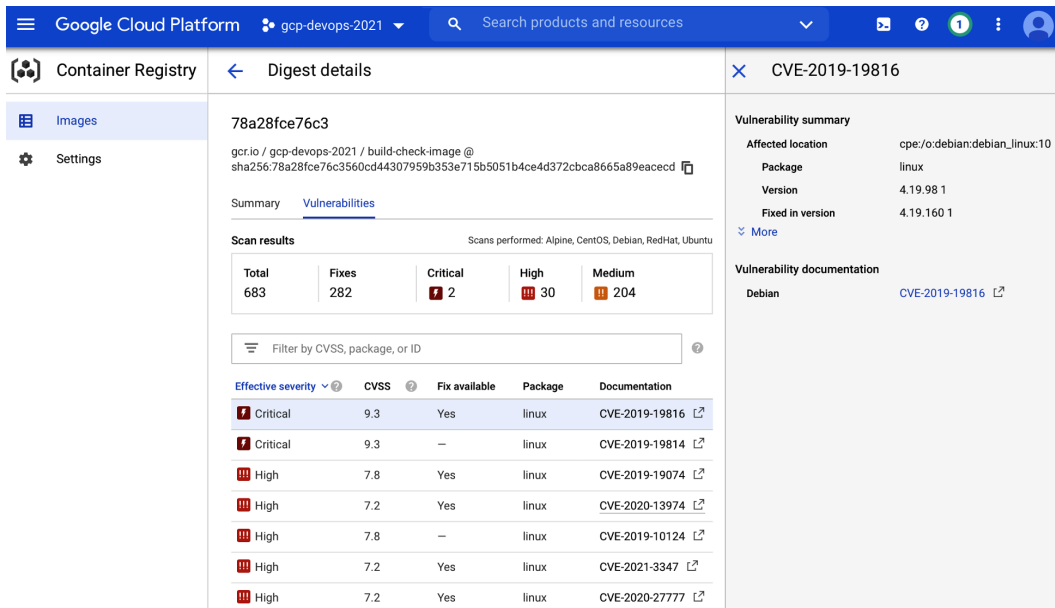 Google Cloud Platform gcp-devops-2021 Search products and resources 1
Container Registry
Images
Settings
Digest details
78a28fce76c3
gcr.io / gcp-devops-2021 / build-check-image @
sha256:78a28fce76c3560cd44307959b353e715b5051b4ce4d372cbca8665a89eacecd
Summary Vulnerabilities
Scan results Scans performed: Alpine, CentOS, Debian, RedHat, Ubuntu
Total Fixes Critical High Medium
683 282 2 30 204
Filter by CVSS, package, or ID
Effective severity CVSS Fix available Package Documentation
Critical 9.3 Yes linux CVE-2019-19816
Critical 9.3 – linux CVE-2019-19814
High 7.8 Yes linux CVE-2019-19074
High 7.2 Yes linux CVE-2020-13974
High 7.8 – linux CVE-2019-10124
High 7.2 Yes linux CVE-2021-3347
High 7.2 Yes linux CVE-2020-27777
CVE-2019-19816
Vulnerability summary
Affected location cpe:/o:debian:debian_linux:10
Package linux
Version 4.19.98 1
Fixed in version 4.19.160 1
More
Vulnerability documentation
Debian CVE-2019-19816